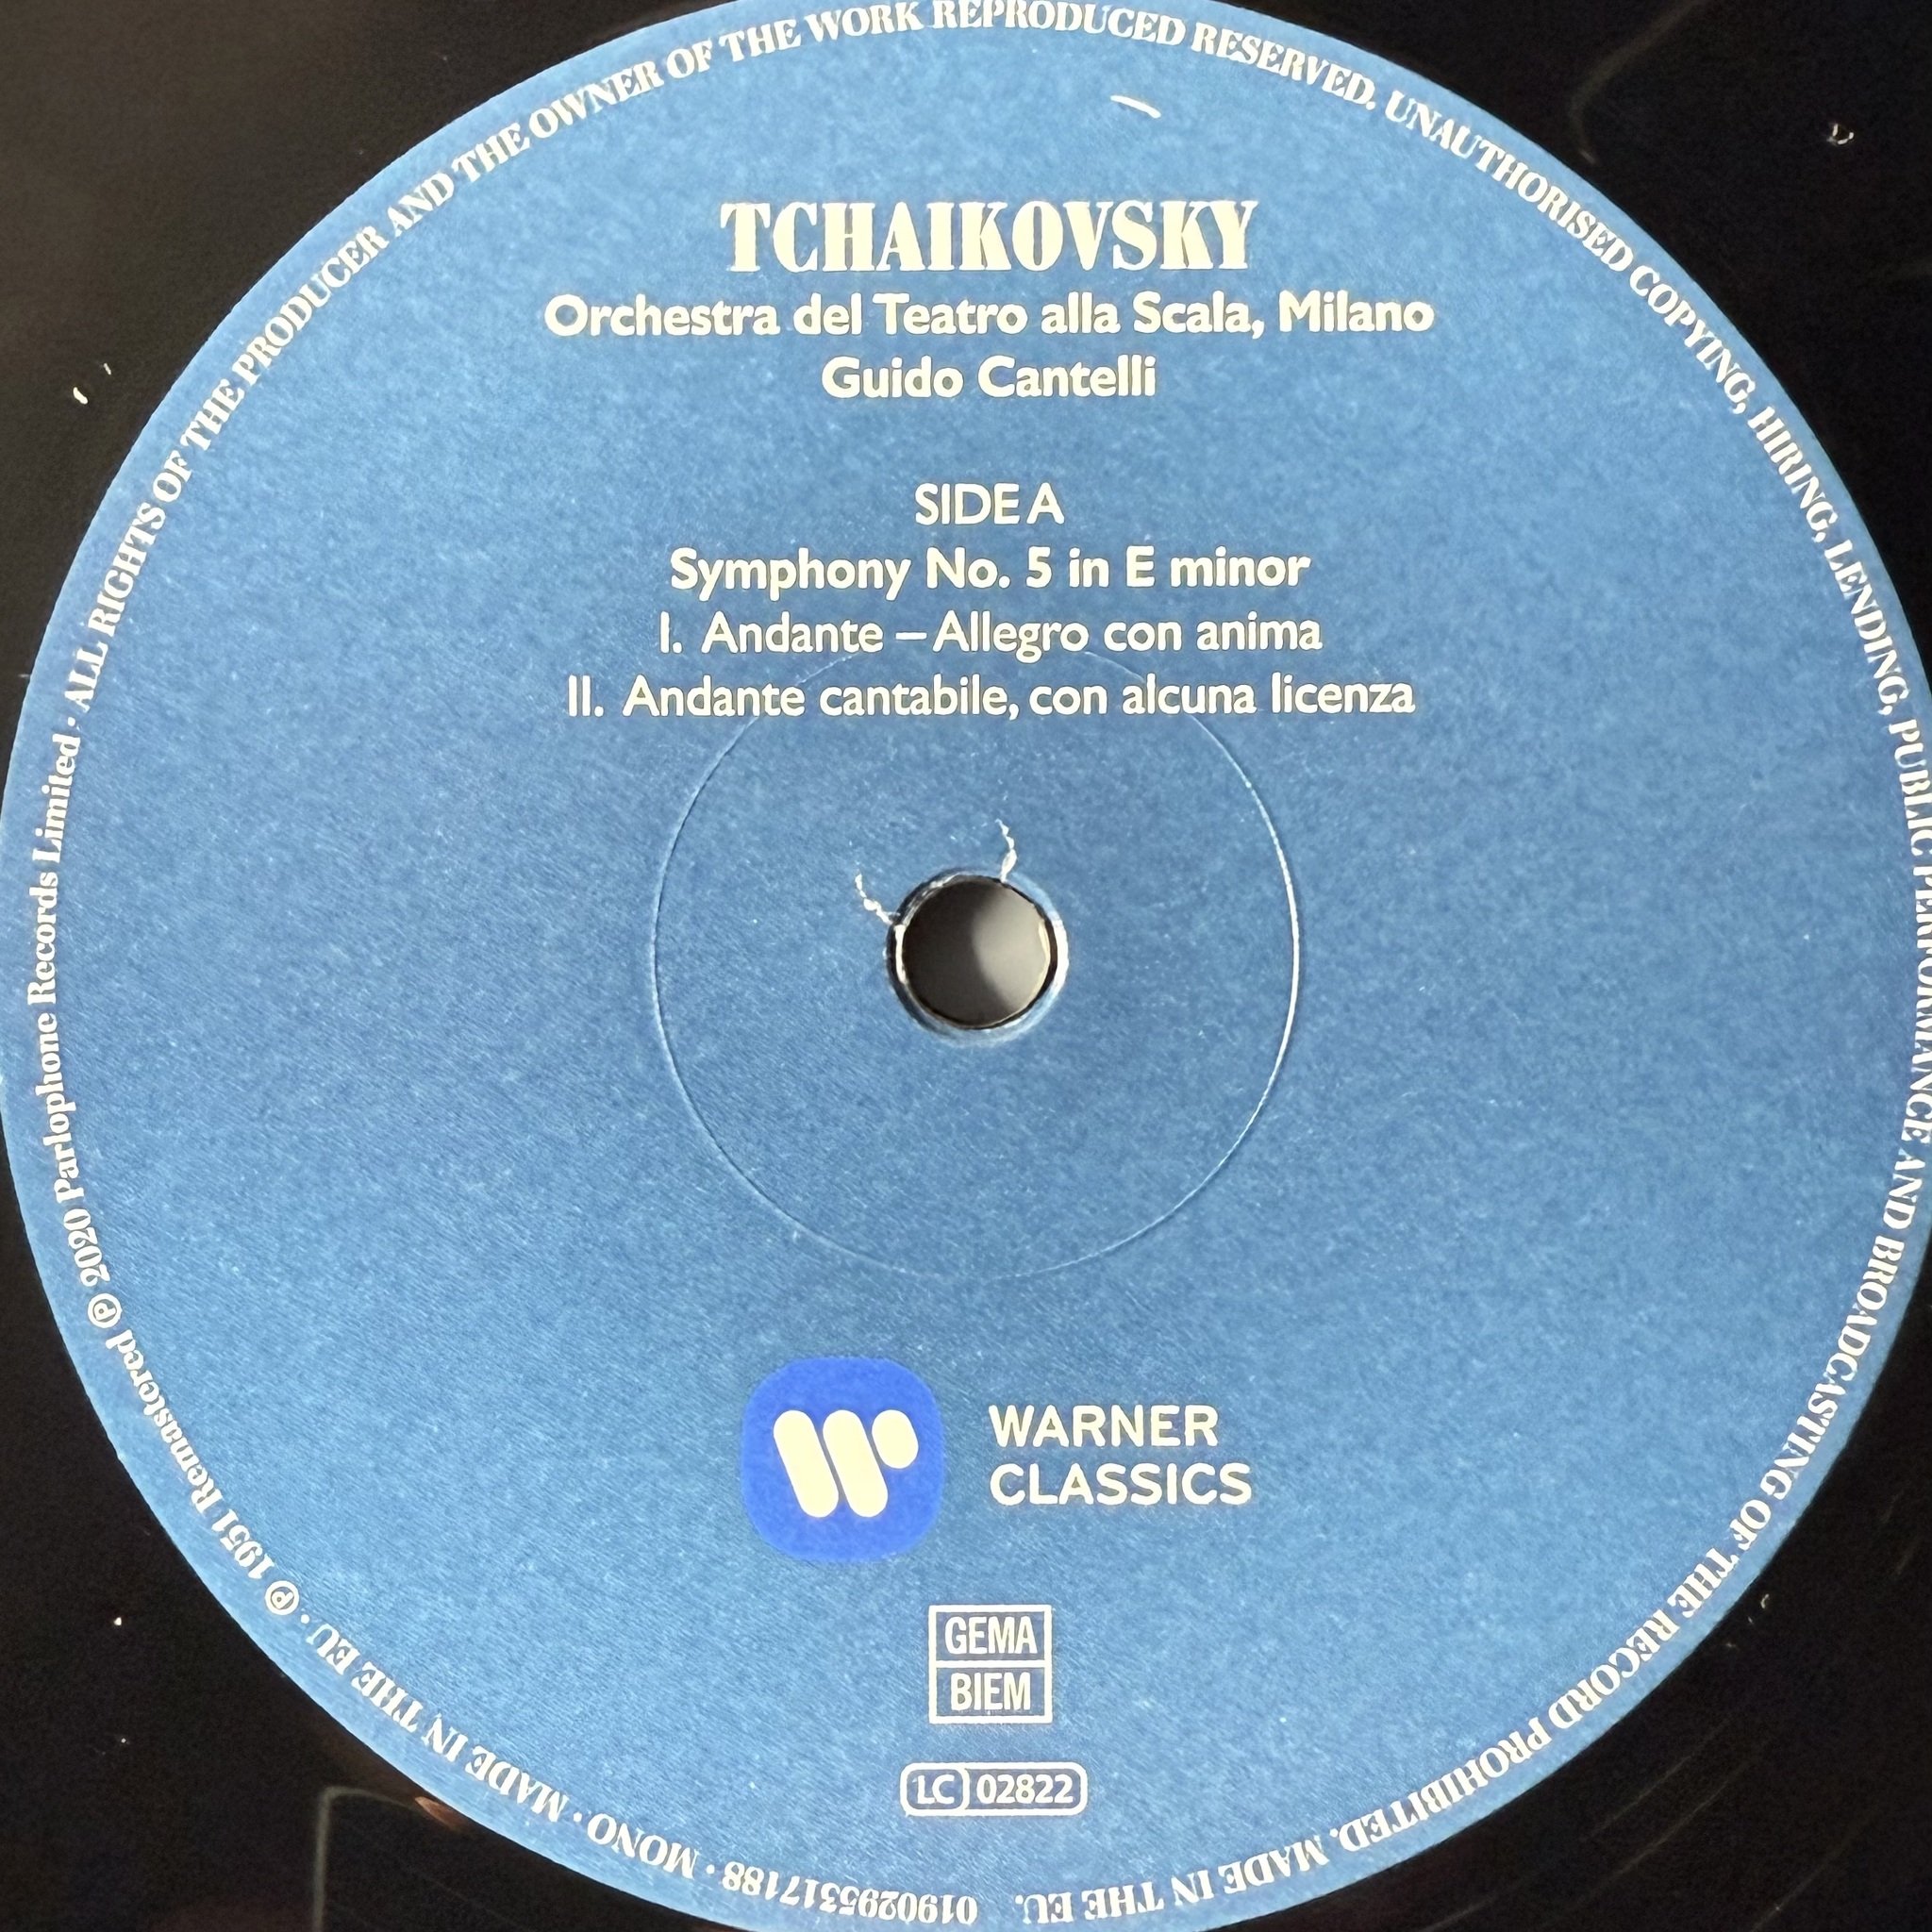 TCHAIKOVSKY
Orchestra del Teatro alla Scala, Milano
Guido Cantelli
SIDE A
Symphony No. 5 in E minor
I. Andante – Allegro con anima
II. Andante cantabile, con alcuna licenza
WARNER
CLASSICS
GEMA
BIEM
LC 02822
0190295317188 · MONO · MADE IN THE EU. ℗ 1951 Remastered ℗ 2020 Parlophone Records Limited · ALL RIGHTS OF THE PRODUCER AND THE OWNER OF THE WORK REPRODUCED RESERVED. UNAUTHORISED COPYING, HIRING, LENDING, PUBLIC PERFORMANCE AND BROADCASTING OF THE RECORD PROHIBITED. MADE IN THE EU.